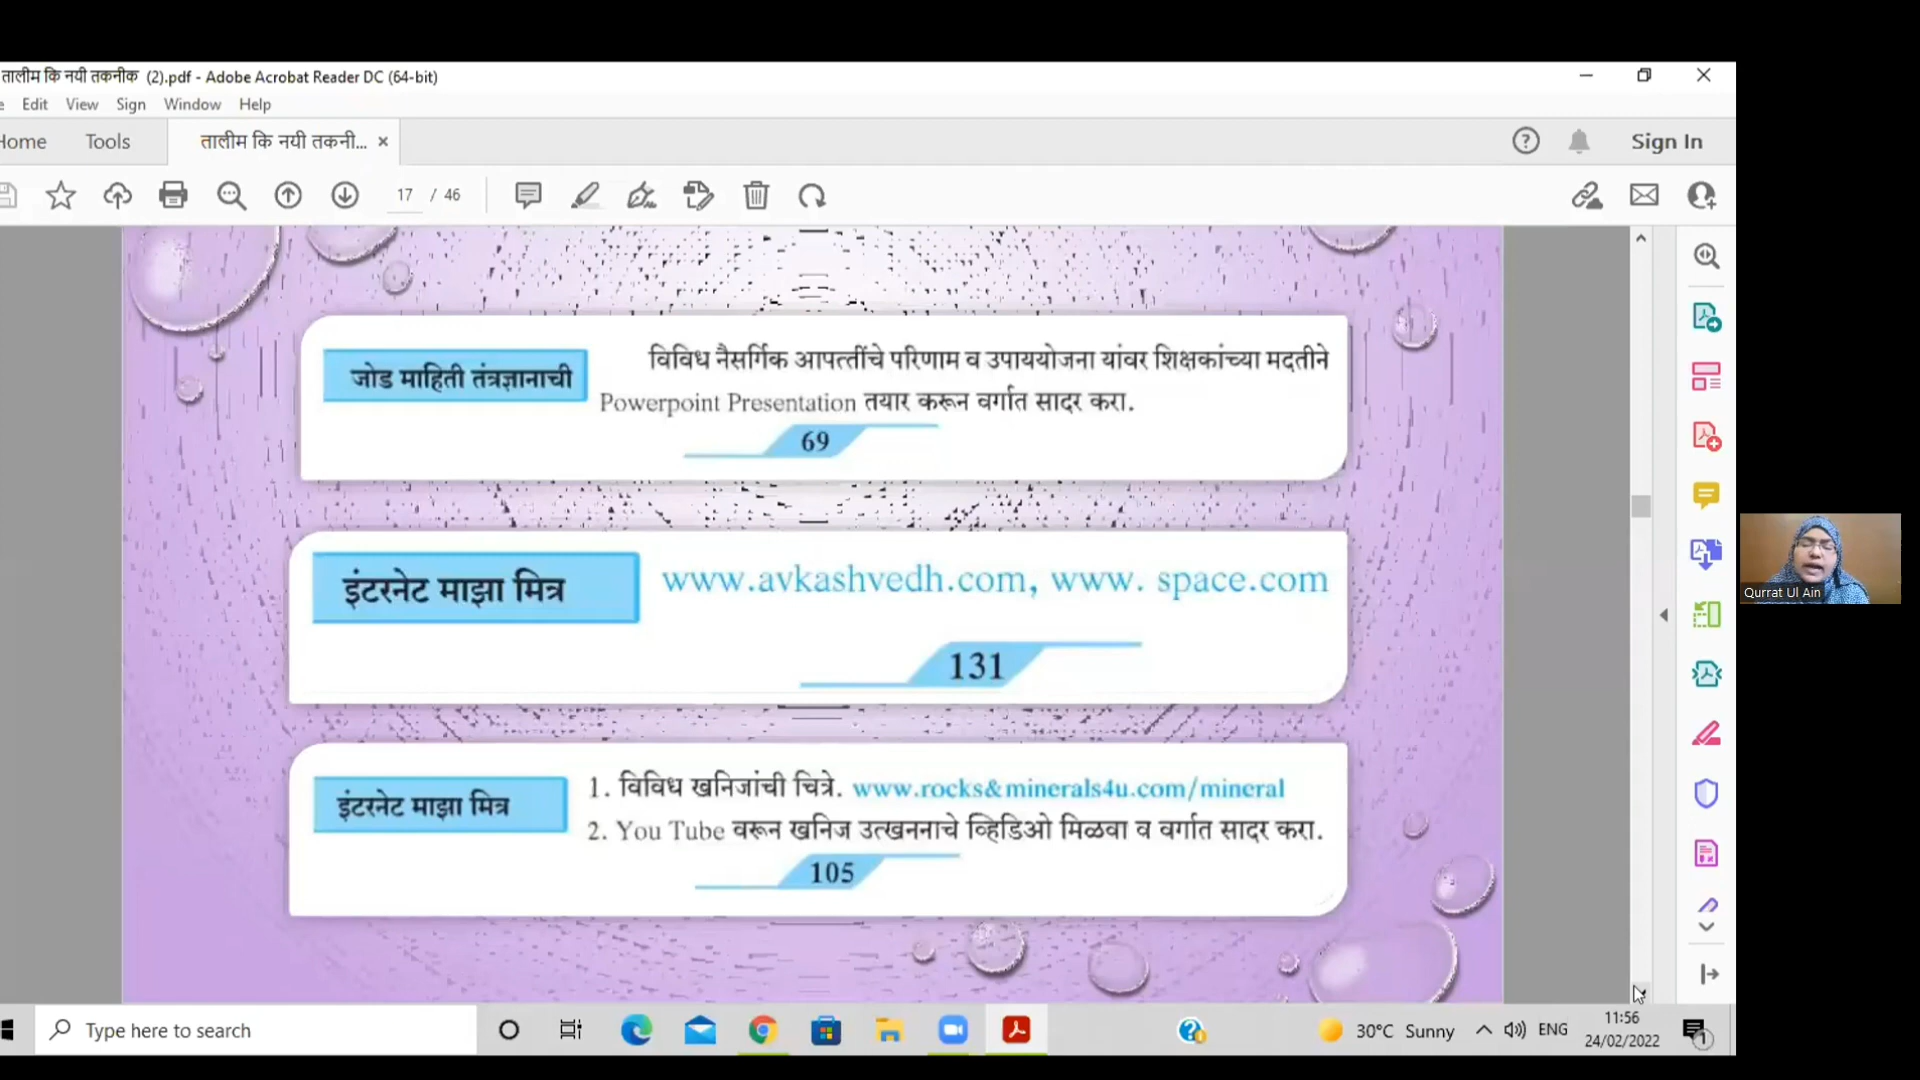 तालीम कि नयी तकनीक (2).pdf - Adobe Acrobat Reader DC (64-bit)
Edit View Sign Window Help
Home Tools तालीम कि नयी तकनी... × Sign In
17 / 46
जोड माहिती तंत्रज्ञानाची
विविध नैसर्गिक आपत्तींचे परिणाम व उपाययोजना यांवर शिक्षकांच्या मदतीने
Powerpoint Presentation तयार करून वर्गात सादर करा.
69
इंटरनेट माझा मित्र
www.avkashvedh.com, www. space.com
131
इंटरनेट माझा मित्र
1. विविध खनिजांची चित्रे. www.rocks&minerals4u.com/mineral
2. You Tube वरून खनिज उत्खननाचे व्हिडिओ मिळवा व वर्गात सादर करा.
105
Qurrat Ul Ain
Type here to search
30°C Sunny
ENG
11:56
24/02/2022
1